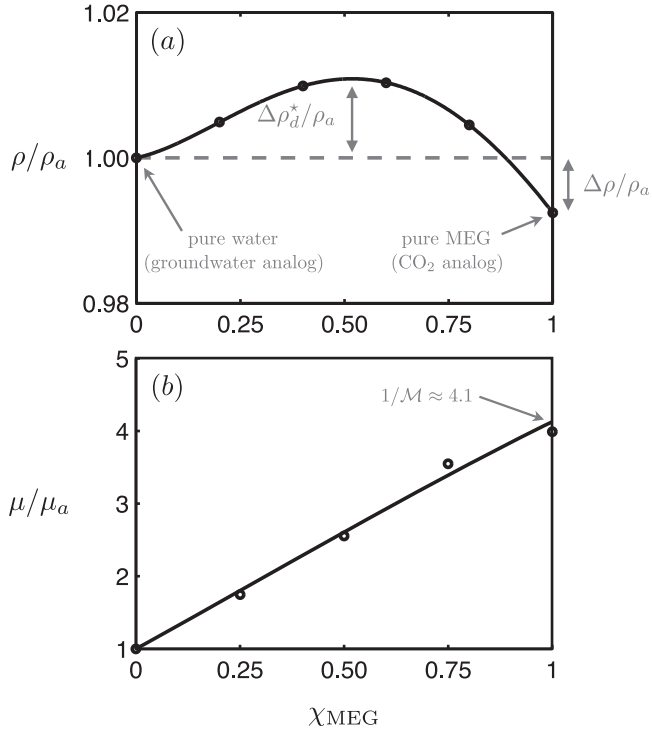 1.02
(a)
Δρ*d/ρa
ρ/ρa
1.00
Δρ/ρa
pure water
(groundwater analog)
pure MEG
(CO2 analog)
0.98
0
0.25
0.50
0.75
1
5
(b)
1/M ≈ 4.1
4
μ/μa
3
2
1
0
0.25
0.50
0.75
1
χMEG